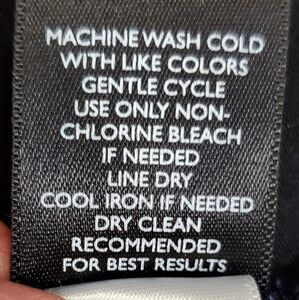 MACHINE WASH COLD
WITH LIKE COLORS
GENTLE CYCLE
USE ONLY NON-
CHLORINE BLEACH
IF NEEDED
LINE DRY
COOL IRON IF NEEDED
DRY CLEAN
RECOMMENDED
FOR BEST RESULTS